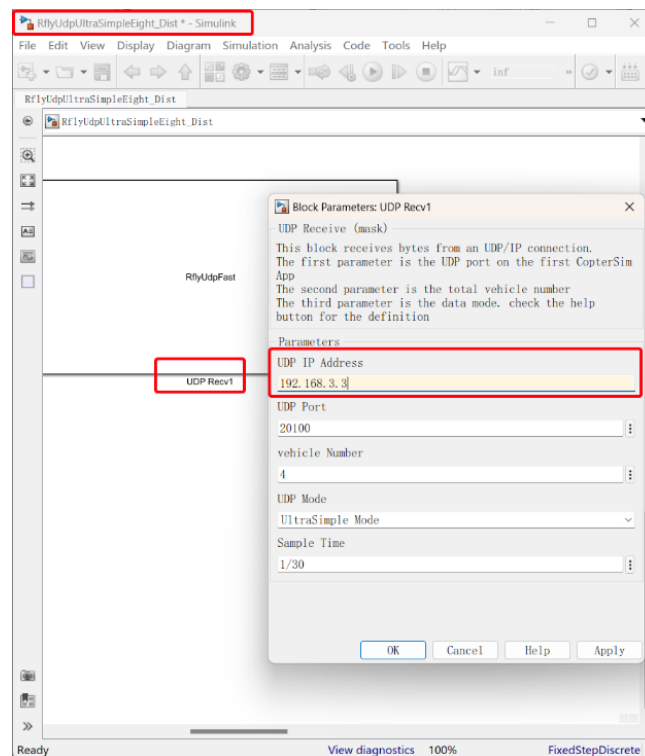 RflyUdpUltraSimpleEight_Dist * - Simulink
File Edit View Display Diagram Simulation Analysis Code Tools Help
inf
RflyUdpUltraSimpleEight_Dist
RflyUdpUltraSimpleEight_Dist
RflyUdpFast
UDP Recv1
Block Parameters: UDP Recv1
UDP Receive (mask)
This block receives bytes from an UDP/IP connection.
The first parameter is the UDP port on the first CopterSim
App
The second parameter is the total vehicle number
The third parameter is the data mode. check the help
button for the definition
Parameters
UDP IP Address
192.168.3.3
UDP Port
20100
vehicle Number
4
UDP Mode
UltraSimple Mode
Sample Time
1/30
OK Cancel Help Apply
Ready View diagnostics 100% FixedStepDiscrete